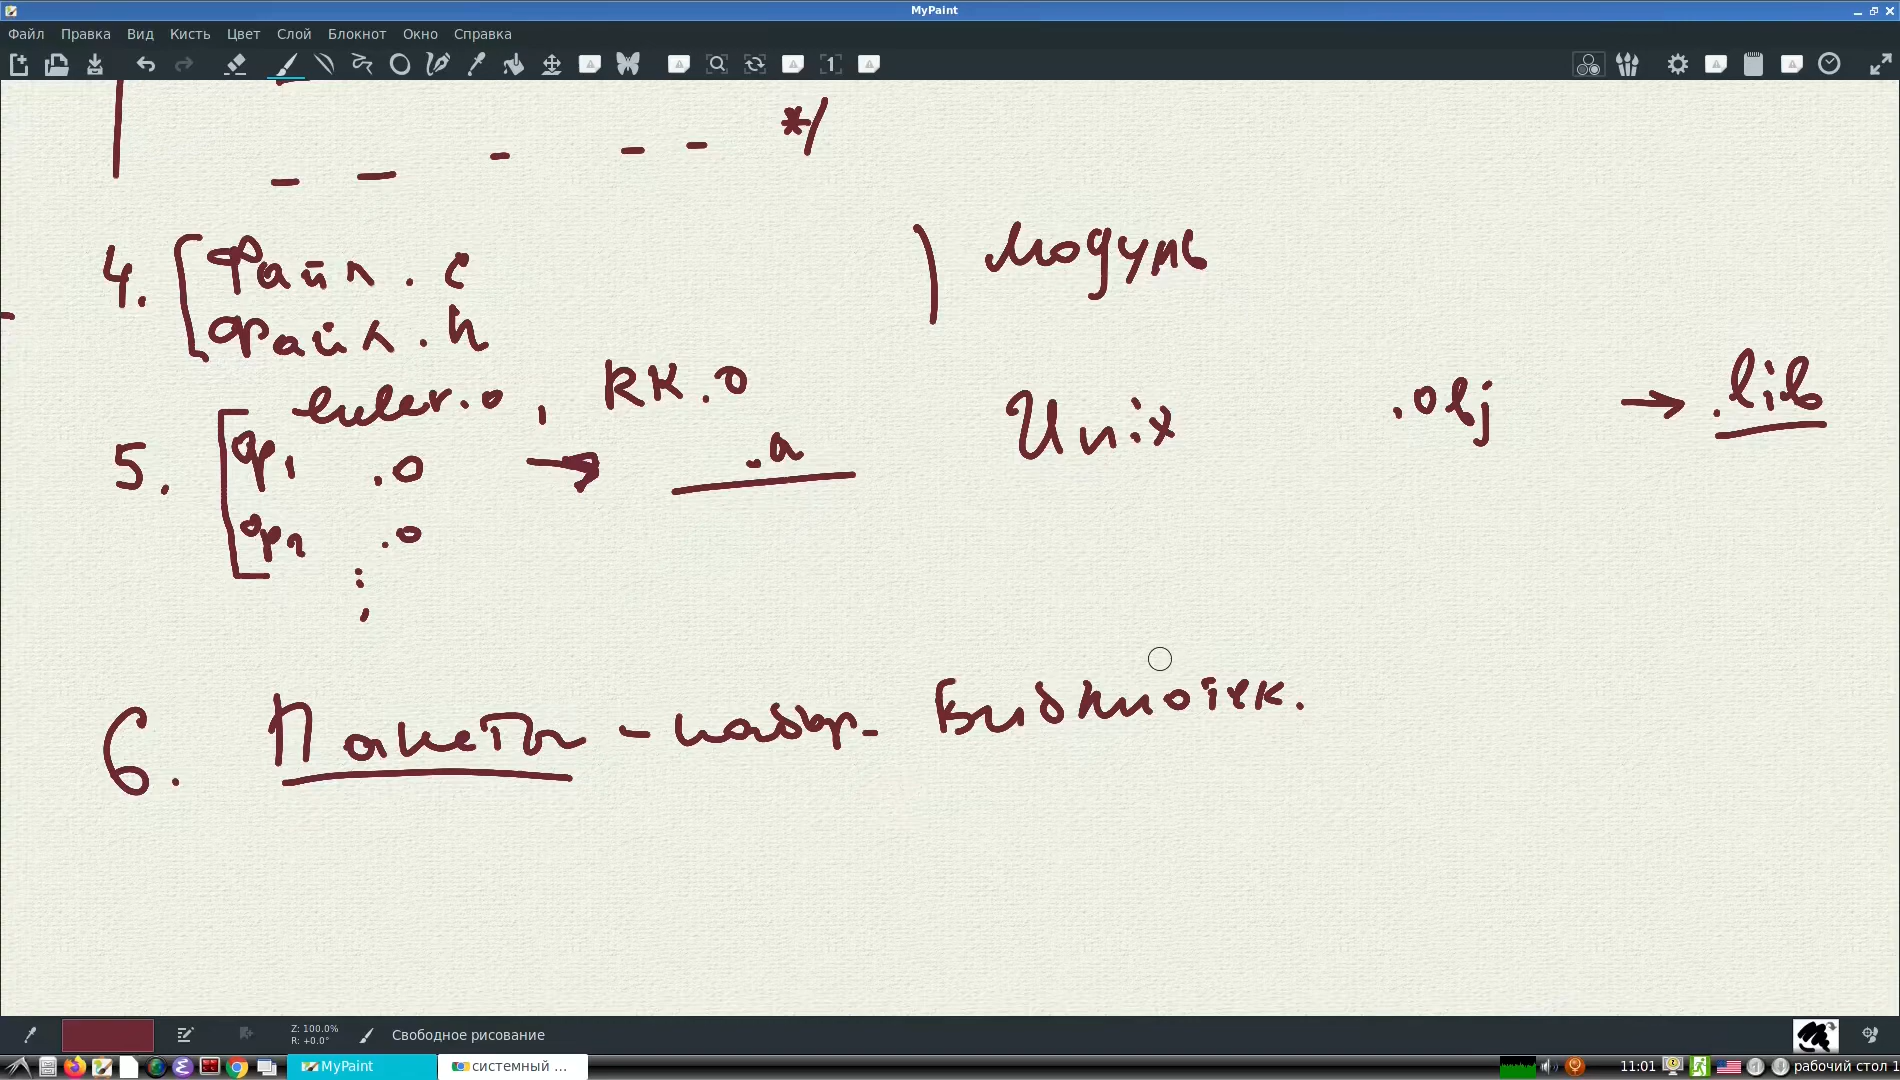 MyPaint
Файл Правка Вид Кисть Цвет Слой Блокнот Окно Справка
*/
4. Файл.c модуль
Файл.h
euler.o, RK.o
5. ф1 .o → .a Unix .obj → .lib
ф2 .o
6. Пакеты - набор библиотек.
Z: 100.0%
R: +0.0°
Свободное рисование
MyPaint системный ... 11:01 рабочий стол 1